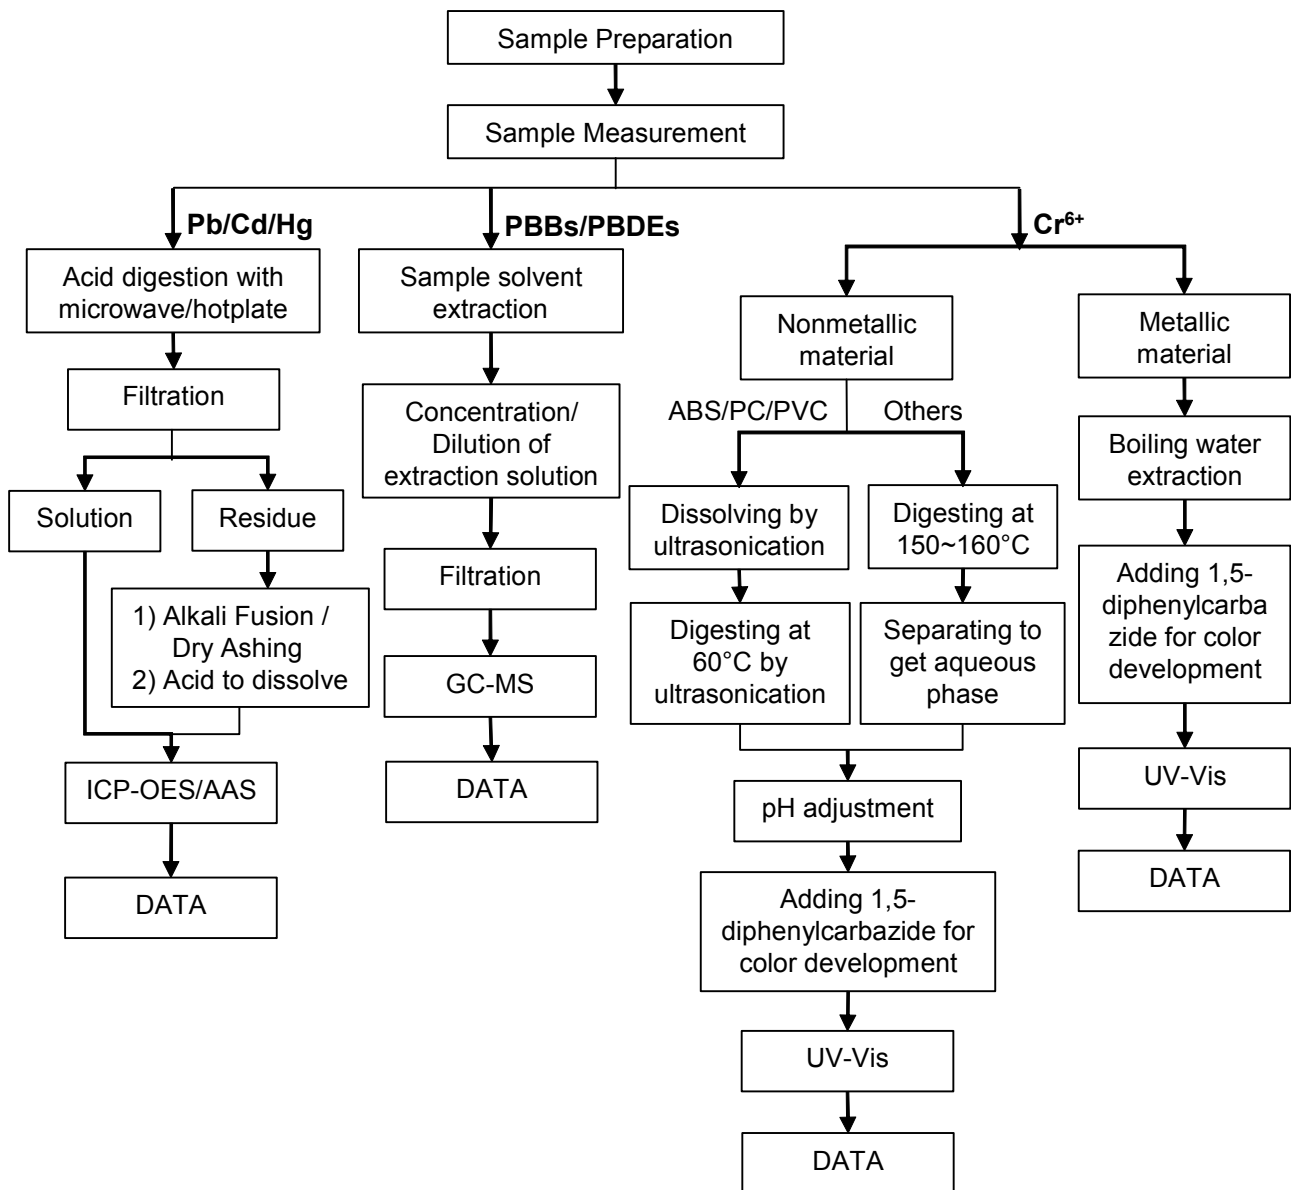 Sample Preparation
Sample Measurement
Pb/Cd/Hg
Acid digestion with
microwave/hotplate
Filtration
Solution
Residue
1) Alkali Fusion /
Dry Ashing
2) Acid to dissolve
ICP-OES/AAS
DATA
PBBs/PBDEs
Sample solvent
extraction
Concentration/
Dilution of
extraction solution
Filtration
GC-MS
DATA
Cr⁶⁺
Nonmetallic
material
ABS/PC/PVC
Others
Dissolving by
ultrasonication
Digesting at
60°C by
ultrasonication
Digesting at
150~160°C
Separating to
get aqueous
phase
pH adjustment
Adding 1,5-
diphenylcarbazide for
color development
UV-Vis
DATA
Metallic
material
Boiling water
extraction
Adding 1,5-
diphenylcarba
zide for color
development
UV-Vis
DATA